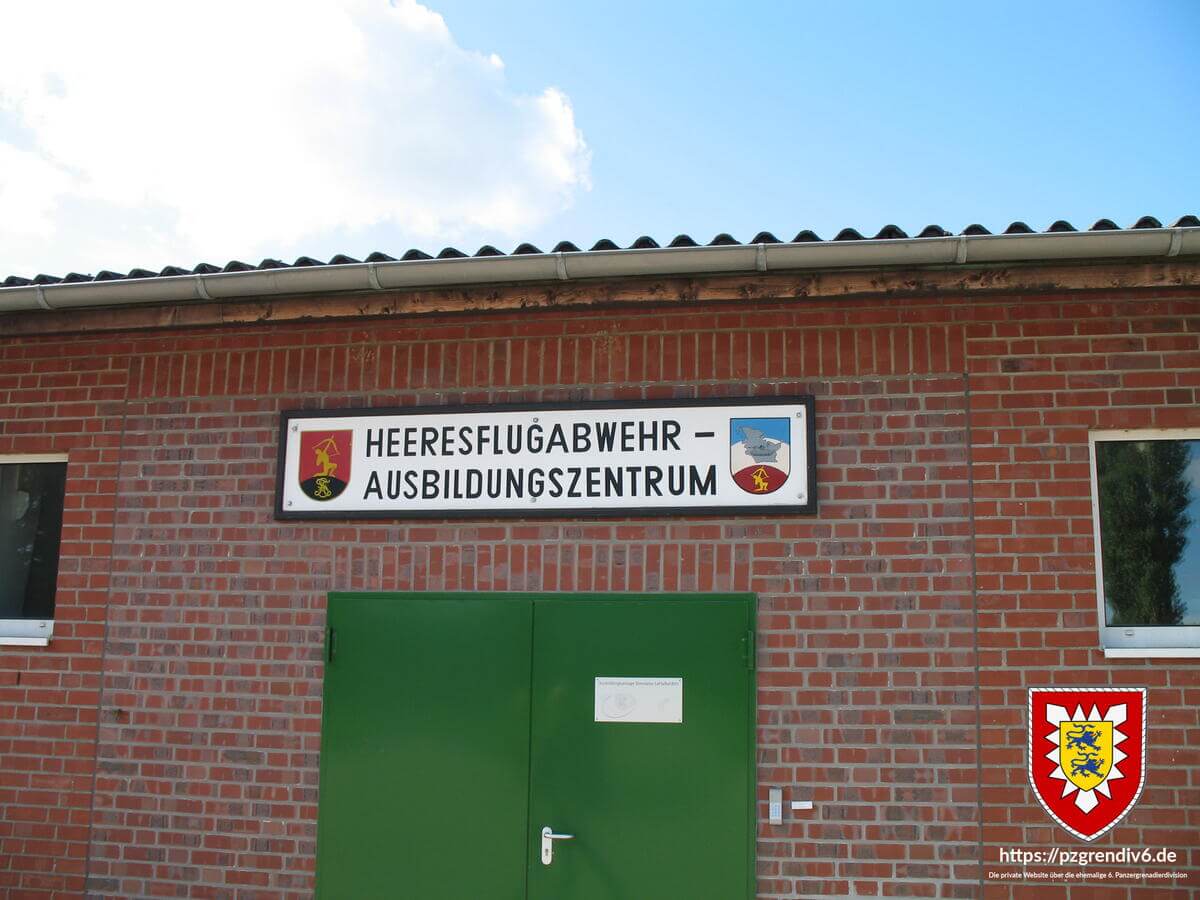 HEERESFLUGABWEHR –
AUSBILDUNGSZENTRUM
https://pzgrendiv6.de
Die private Website über die ehemalige 6. Panzergrenadierdivision